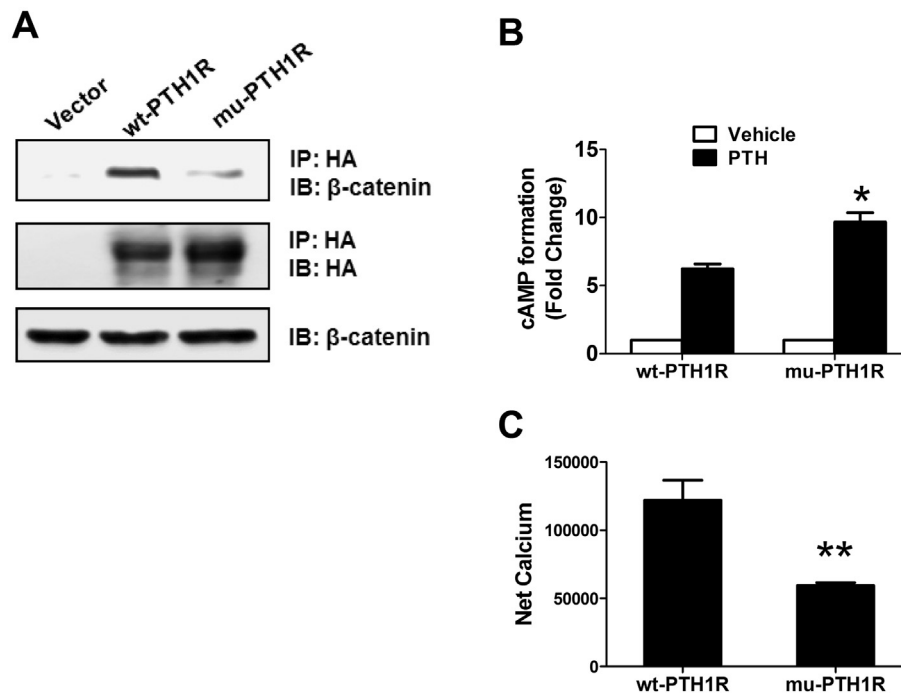 A
Vector
wt-PTH1R
mu-PTH1R
IP: HA
IB: β-catenin
IP: HA
IB: HA
IB: β-catenin
B
Vehicle
PTH
cAMP formation
(Fold Change)
15
10
5
0
*
wt-PTH1R
mu-PTH1R
C
Net Calcium
150000
100000
50000
0
**
wt-PTH1R
mu-PTH1R